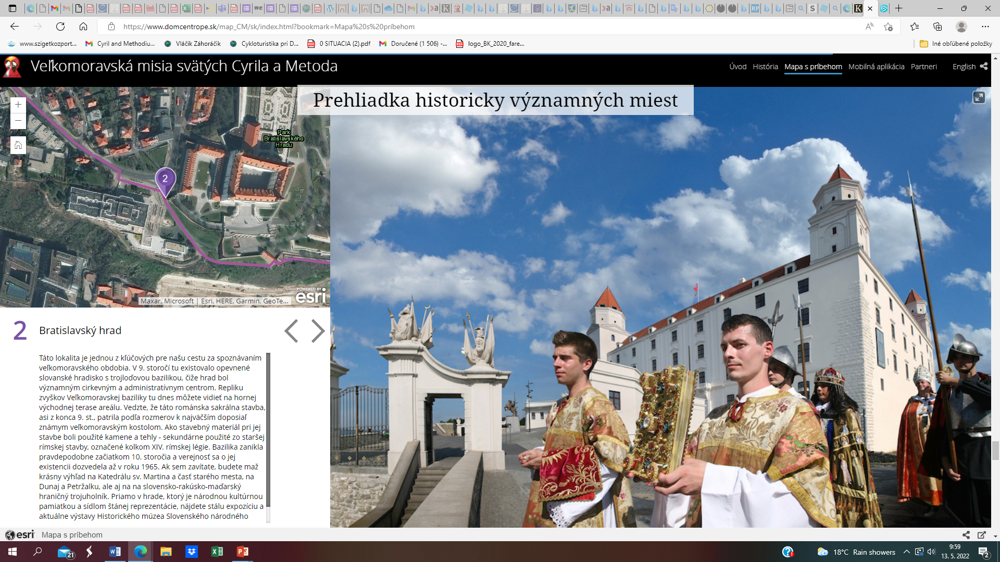 https://www.domcentrope.sk/map_CM/sk/index.html?bookmark=Mapa%20s%20príbehom
www.szigetkozport...
Cyril and Methodiu...
Vláčik Záhoráčik
Cykloturistika pri D...
0 SITUACIA (2).pdf
Doručené (1 506) -...
logo_BK_2020_fare...
Iné obľúbené položky
Veľkomoravská misia svätých Cyrila a Metoda
Úvod
História
Mapa s príbehom
Mobilná aplikácia
Partneri
English
Prehliadka historicky významných miest
Park
Bratislavského
Hradu
2
POWERED BY
esri
Maxar, Microsoft | Esri, HERE, Garmin, GeoTe...
2 Bratislavský hrad
Táto lokalita je jednou z kľúčových pre našu cestu za spoznávaním
veľkomoravského obdobia. V 9. storočí tu existovalo opevnené
slovanské hradisko s trojloďovou bazilikou, čiže hrad bol
významným cirkevným a administratívnym centrom. Repliku
zvyškov Veľkomoravskej baziliky tu dnes môžete vidieť na hornej
východnej terase areálu. Vedzte, že táto románska sakrálna stavba,
asi z konca 9. st., patrila podľa rozmerov k najväčším doposiaľ
známym veľkomoravským kostolom. Ako stavebný materiál pri jej
stavbe boli použité kamene a tehly - sekundárne použité zo staršej
rímskej stavby, označené kolkom XIV. rímskej légie. Bazilika zanikla
pravdepodobne začiatkom 10. storočia a verejnosť sa o jej
existencii dozvedela až v roku 1965. Ak sem zavítate, budete maž
krásny výhľad na Katedrálu sv. Martina a časť starého mesta, na
Dunaj a Petržalku, ale aj na na slovensko-rakúsko-maďarský
hraničný trojuholník. Priamo v hrade, ktorý je národnou kultúrnou
pamiatkou a sídlom štánej reprezentácie, nájdete stálu expozíciu a
aktuálne výstavy Historického múzea Slovenského národného
esri Mapa s príbehom
21
18°C Rain showers
9:59
13. 5. 2022
2